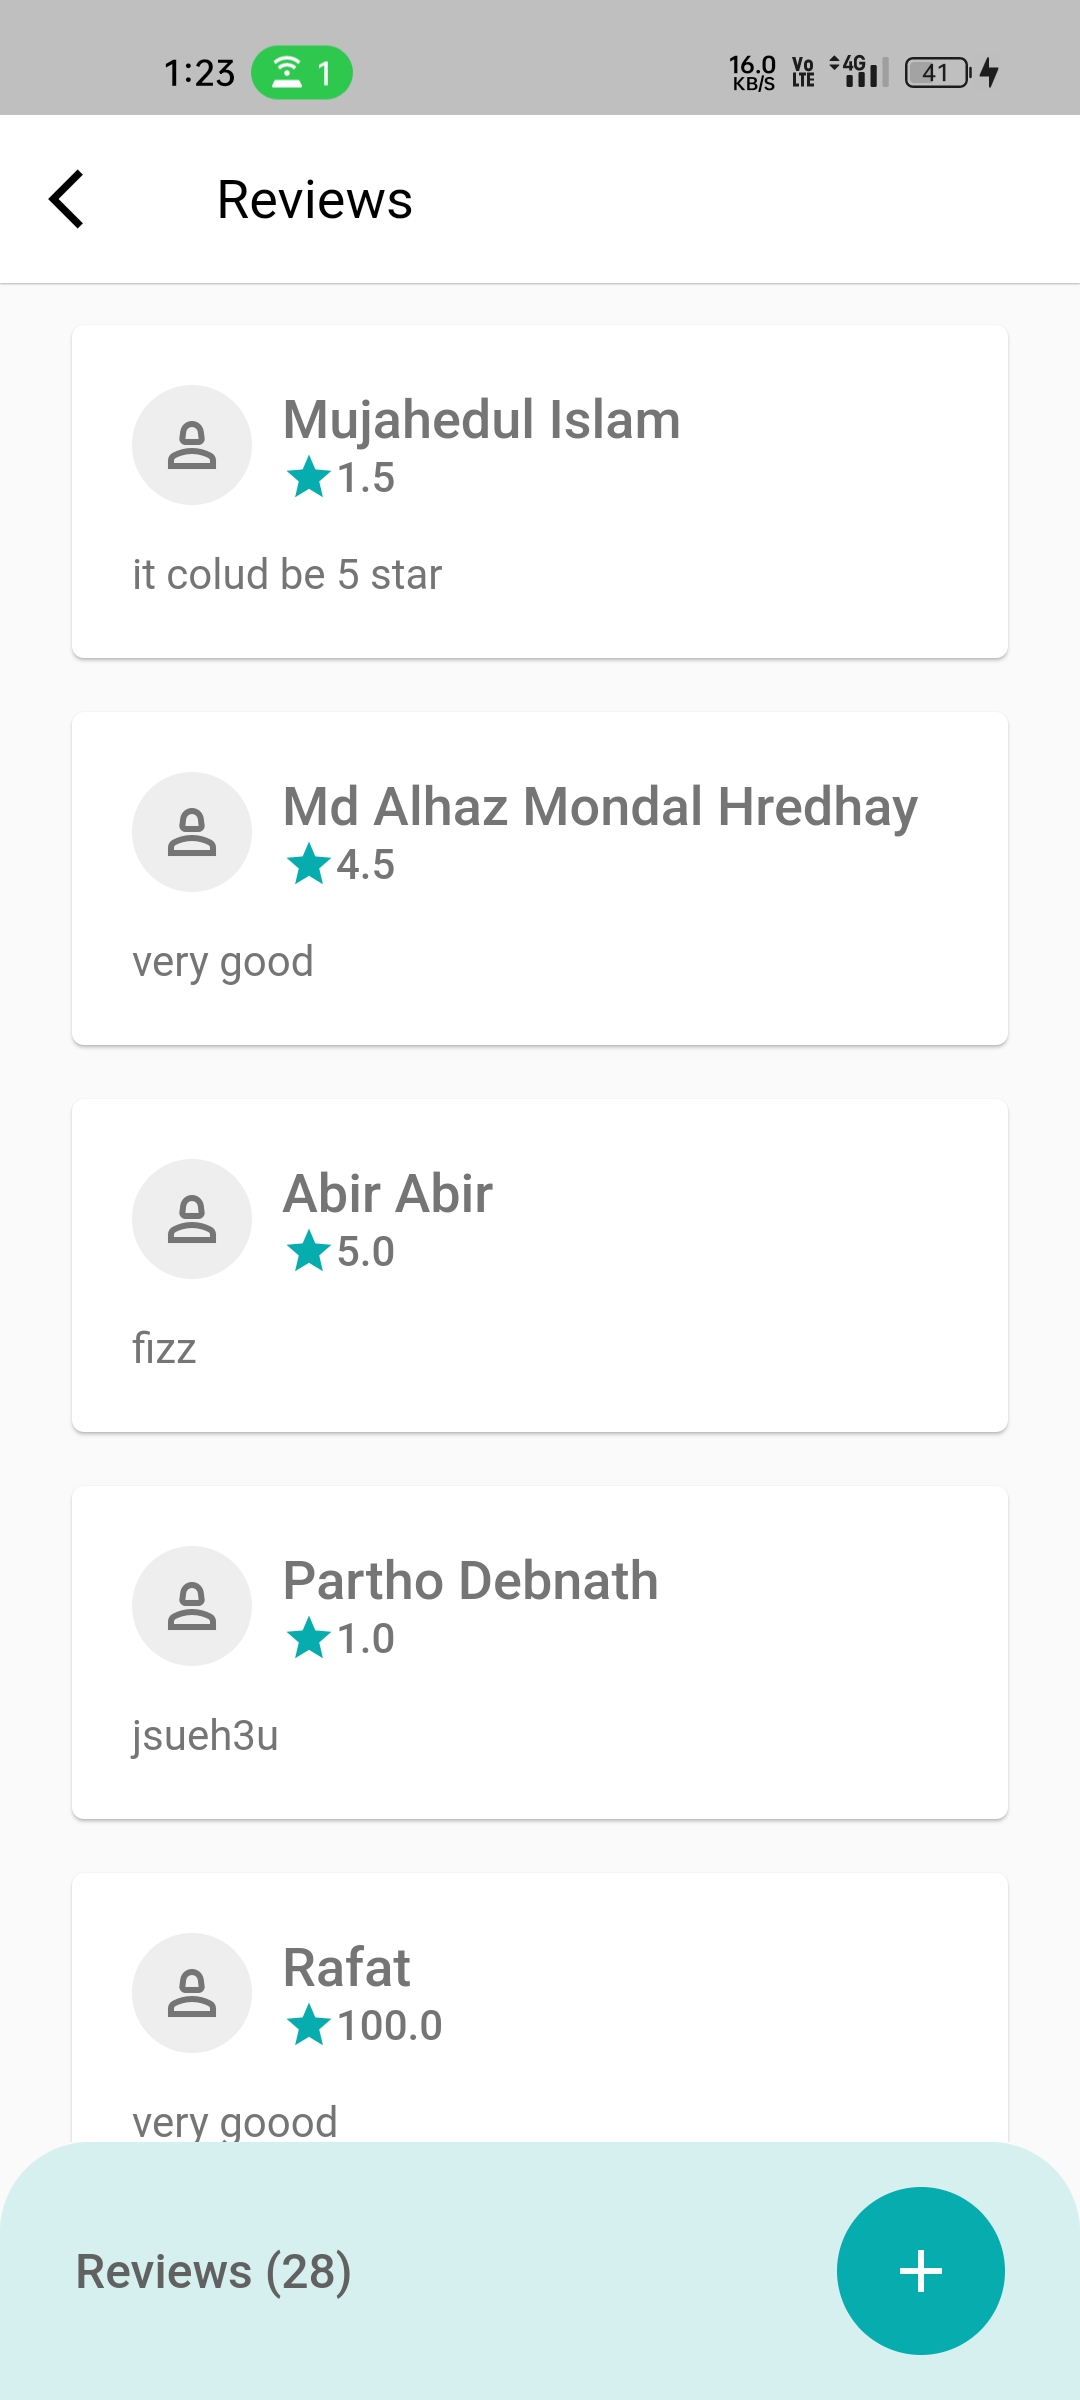 1:23 1 16.0 KB/S Vo LTE 4G 41
Reviews
Mujahedul Islam
1.5
it colud be 5 star
Md Alhaz Mondal Hredhay
4.5
very good
Abir Abir
5.0
fizz
Partho Debnath
1.0
jsueh3u
Rafat
100.0
very goood
Reviews (28)